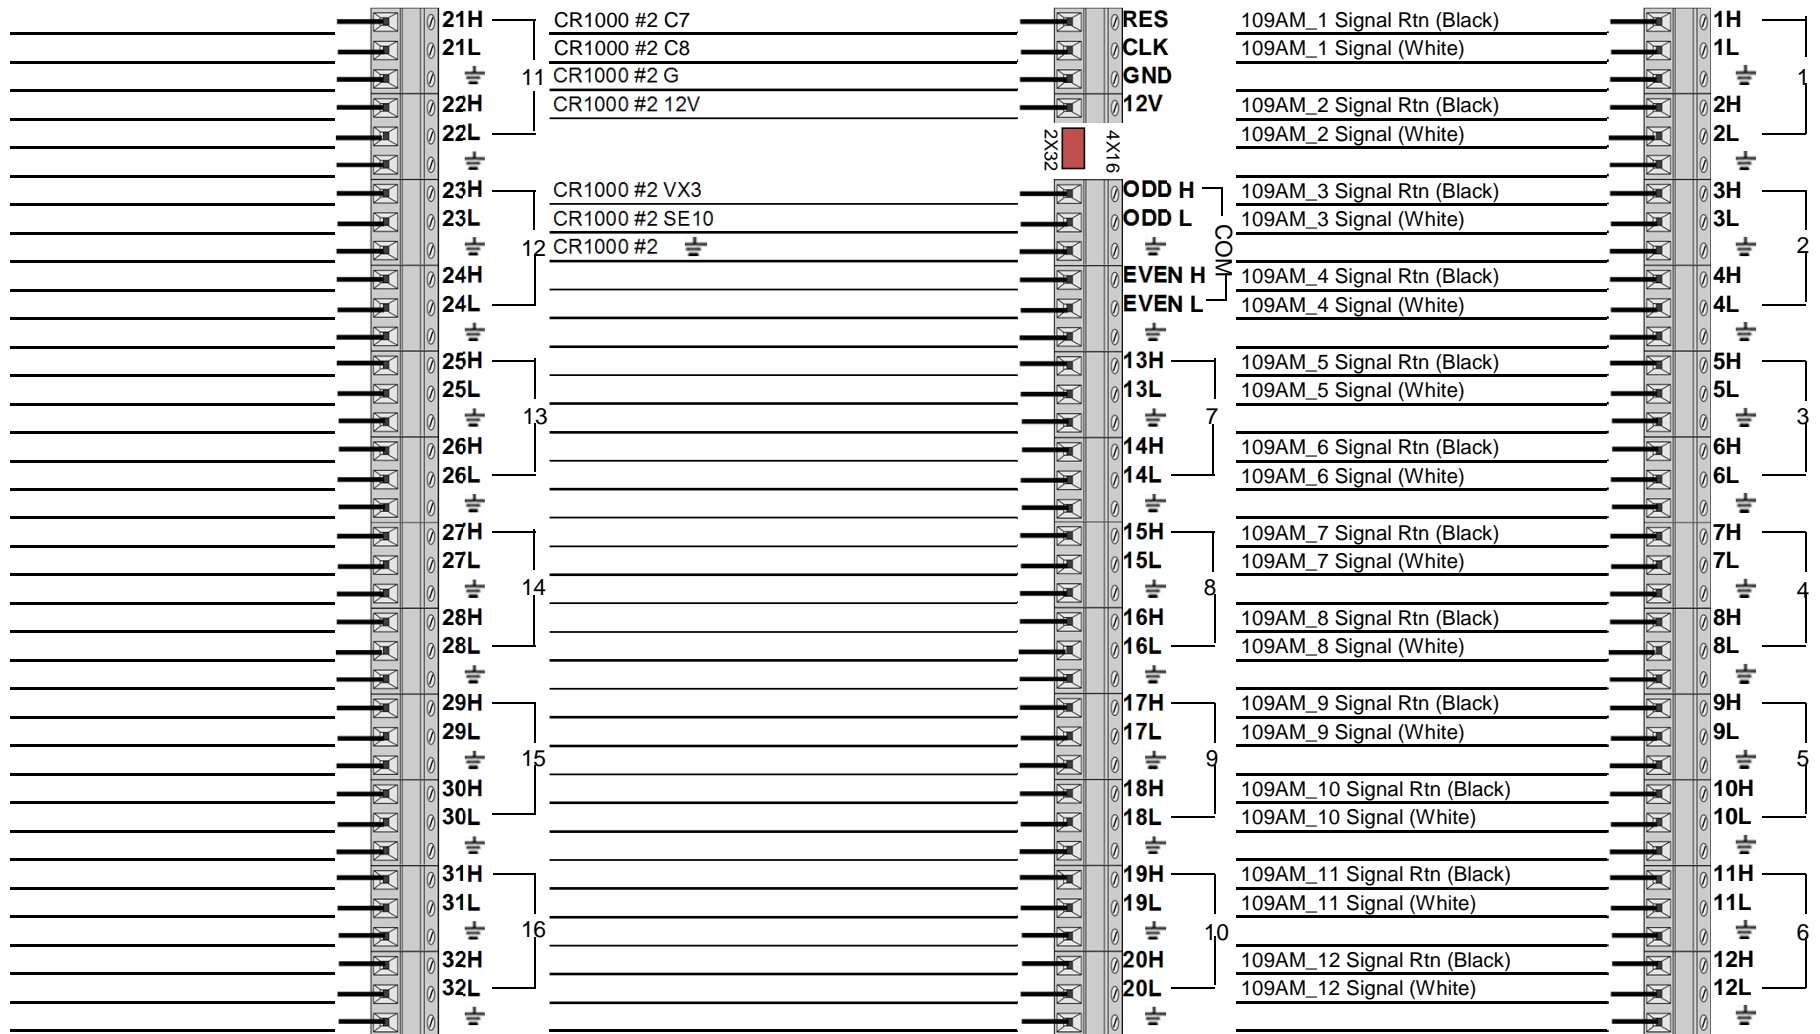 21H
21L
11
22H
22L
23H
23L
12
24H
24L
25H
25L
13
26H
26L
27H
27L
14
28H
28L
29H
29L
15
30H
30L
31H
31L
16
32H
32L
CR1000 #2 C7 RES
CR1000 #2 C8 CLK
CR1000 #2 G GND
CR1000 #2 12V 12V
2X32 4X16
CR1000 #2 VX3 ODD H
CR1000 #2 SE10 ODD L
CR1000 #2
COM
EVEN H
EVEN L
13H
13L
7
14H
14L
15H
15L
8
16H
16L
17H
17L
9
18H
18L
19H
19L
10
20H
20L
109AM_1 Signal Rtn (Black) 1H
109AM_1 Signal (White) 1L
1
109AM_2 Signal Rtn (Black) 2H
109AM_2 Signal (White) 2L
109AM_3 Signal Rtn (Black) 3H
109AM_3 Signal (White) 3L
2
109AM_4 Signal Rtn (Black) 4H
109AM_4 Signal (White) 4L
109AM_5 Signal Rtn (Black) 5H
109AM_5 Signal (White) 5L
3
109AM_6 Signal Rtn (Black) 6H
109AM_6 Signal (White) 6L
109AM_7 Signal Rtn (Black) 7H
109AM_7 Signal (White) 7L
4
109AM_8 Signal Rtn (Black) 8H
109AM_8 Signal (White) 8L
109AM_9 Signal Rtn (Black) 9H
109AM_9 Signal (White) 9L
5
109AM_10 Signal Rtn (Black) 10H
109AM_10 Signal (White) 10L
109AM_11 Signal Rtn (Black) 11H
109AM_11 Signal (White) 11L
6
109AM_12 Signal Rtn (Black) 12H
109AM_12 Signal (White) 12L